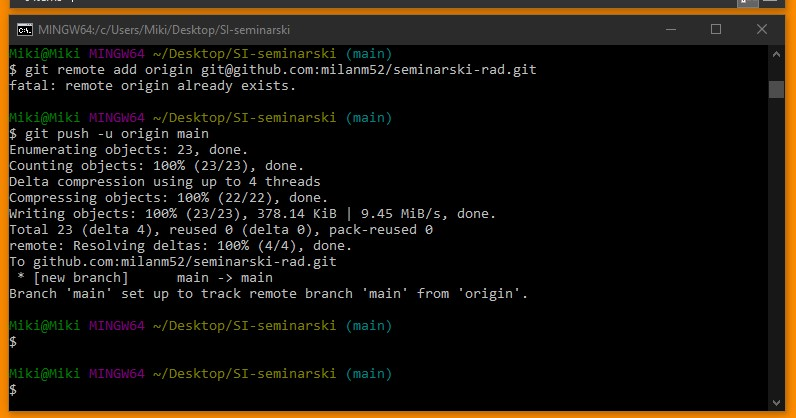 MINGW64:/c/Users/Miki/Desktop/SI-seminarski
Miki@Miki MINGW64 ~/Desktop/SI-seminarski (main)
$ git remote add origin git@github.com:milanm52/seminarski-rad.git
fatal: remote origin already exists.
Miki@Miki MINGW64 ~/Desktop/SI-seminarski (main)
$ git push -u origin main
Enumerating objects: 23, done.
Counting objects: 100% (23/23), done.
Delta compression using up to 4 threads
Compressing objects: 100% (22/22), done.
Writing objects: 100% (23/23), 378.14 KiB | 9.45 MiB/s, done.
Total 23 (delta 4), reused 0 (delta 0), pack-reused 0
remote: Resolving deltas: 100% (4/4), done.
To github.com:milanm52/seminarski-rad.git
 * [new branch]      main -> main
Branch 'main' set up to track remote branch 'main' from 'origin'.
Miki@Miki MINGW64 ~/Desktop/SI-seminarski (main)
$
Miki@Miki MINGW64 ~/Desktop/SI-seminarski (main)
$